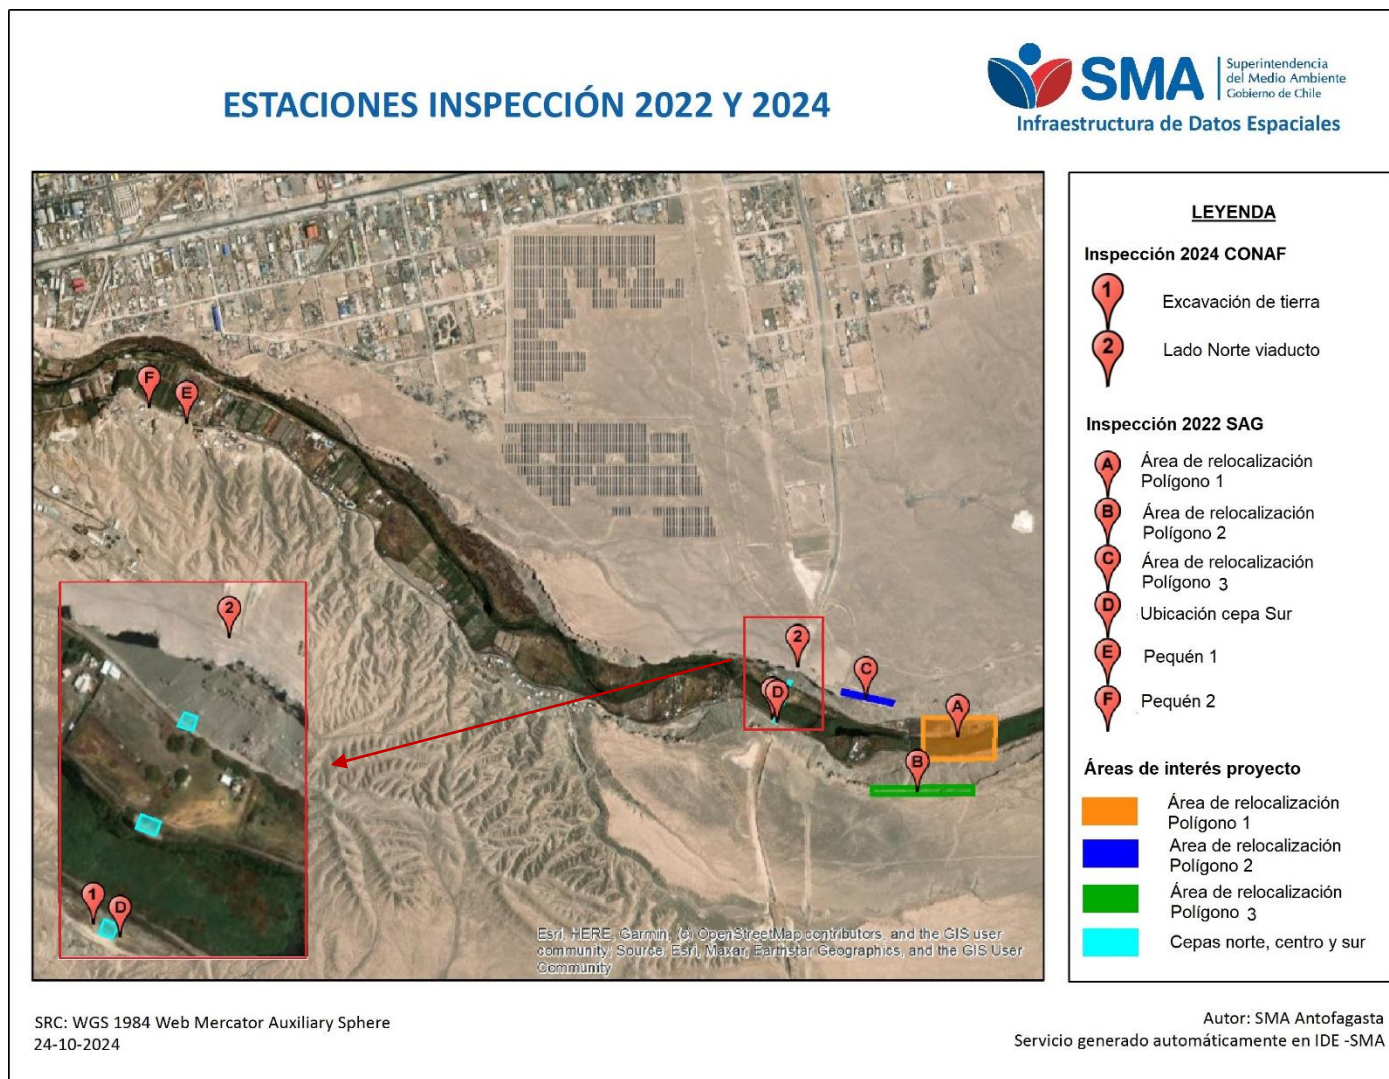 ESTACIONES INSPECCIÓN 2022 Y 2024
SMA
Superintendencia
del Medio Ambiente
Gobierno de Chile
Infraestructura de Datos Espaciales
F
E
2
C
D
A
B
2
1
D
Esri, HERE, Garmin, (c) OpenStreetMap contributors, and the GIS user
community; Source: Esri, Maxar, Earthstar Geographics, and the GIS User
Community
LEYENDA
Inspección 2024 CONAF
1 Excavación de tierra
2 Lado Norte viaducto
Inspección 2022 SAG
A Área de relocalización
Polígono 1
B Área de relocalización
Polígono 2
C Área de relocalización
Polígono 3
D Ubicación cepa Sur
E Pequén 1
F Pequén 2
Áreas de interés proyecto
Área de relocalización
Polígono 1
Area de relocalización
Polígono 2
Área de relocalización
Polígono 3
Cepas norte, centro y sur
SRC: WGS 1984 Web Mercator Auxiliary Sphere
24-10-2024
Autor: SMA Antofagasta
Servicio generado automáticamente en IDE -SMA